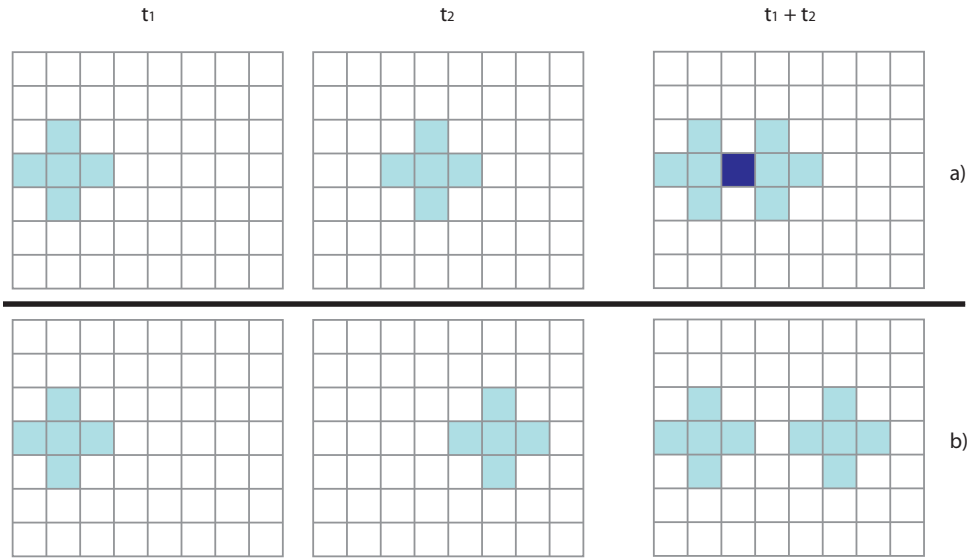 t₁ t₂ t₁ + t₂
a)
b)